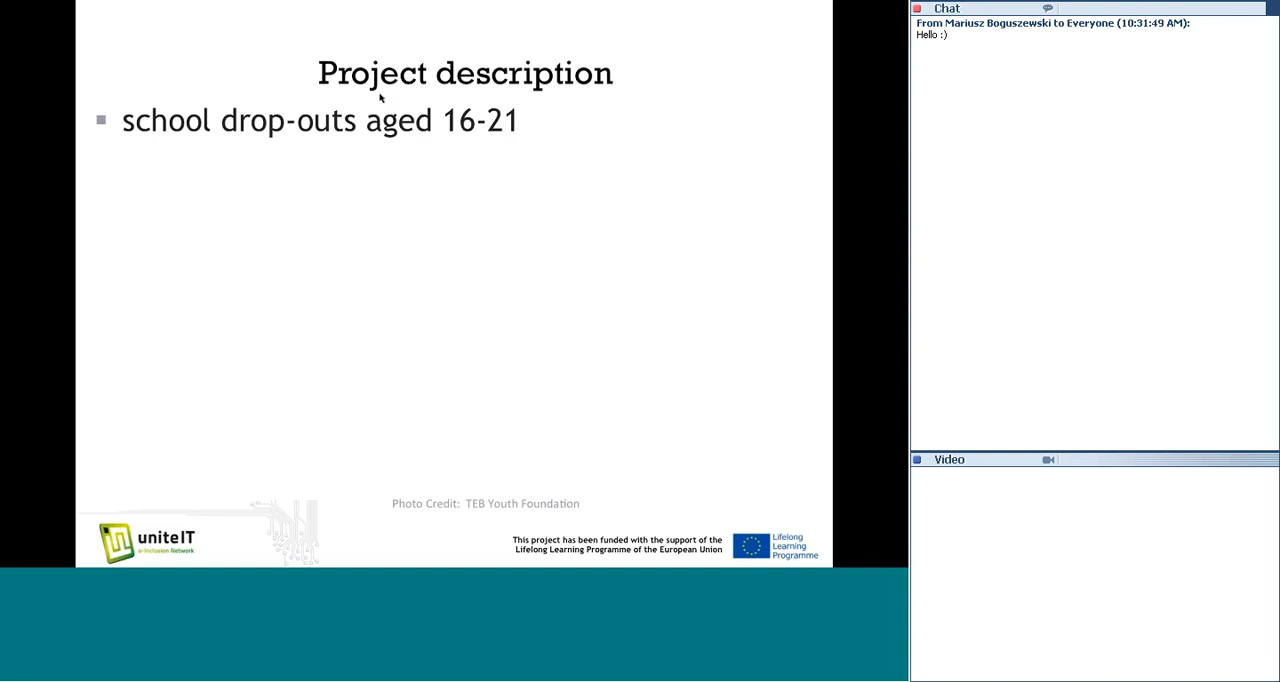 Project description
school drop-outs aged 16-21
Photo Credit: TEB Youth Foundation
uniteIT
e-Inclusion Network
This project has been funded with the support of the
Lifelong Learning Programme of the European Union
Lifelong
Learning
Programme
Chat
From Mariusz Boguszewski to Everyone (10:31:49 AM):
Hello :)
Video